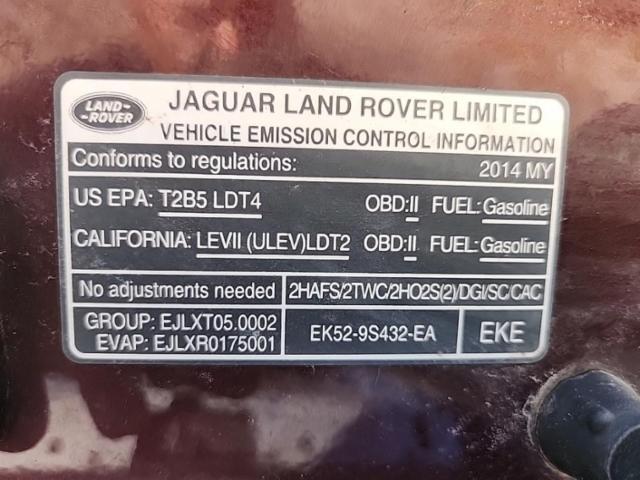 LAND-
-ROVER
JAGUAR LAND ROVER LIMITED
VEHICLE EMISSION CONTROL INFORMATION
Conforms to regulations: 2014 MY
US EPA: T2B5 LDT4 OBD:II FUEL: Gasoline
CALIFORNIA: LEVII (ULEV)LDT2 OBD:II FUEL: Gasoline
No adjustments needed 2HAFS/2TWC/2HO2S(2)/DGI/SC/CAC
GROUP: EJLXT05.0002
EVAP: EJLXR0175001
EK52-9S432-EA
EKE